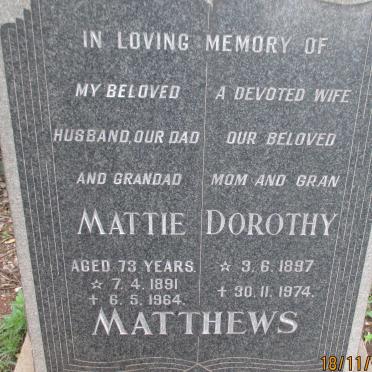 IN LOVING MEMORY OF
MY BELOVED
HUSBAND, OUR DAD
AND GRANDAD
MATTIE
AGED 73 YEARS.
☆ 7.4.1891
✝ 6.5.1964.
A DEVOTED WIFE
OUR BELOVED
MOM AND GRAN
DOROTHY
☆ 3.6.1897
✝ 30.11.1974.
MATTHEWS
18/11/